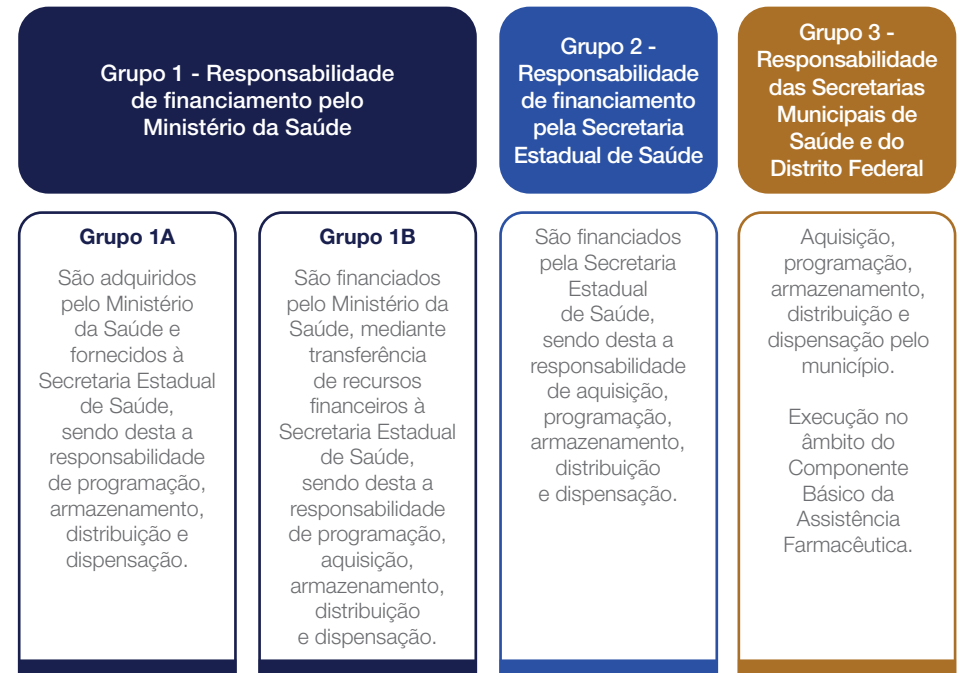 Grupo 1 - Responsabilidade
de financiamento pelo
Ministério da Saúde
Grupo 2 -
Responsabilidade
de financiamento
pela Secretaria
Estadual de Saúde
Grupo 3 -
Responsabilidade
das Secretarias
Municipais de
Saúde e do
Distrito Federal
Grupo 1A
São adquiridos
pelo Ministério
da Saúde e
fornecidos à
Secretaria Estadual
de Saúde,
sendo desta a
responsabilidade
de programação,
armazenamento,
distribuição e
dispensação.
Grupo 1B
São financiados
pelo Ministério da
Saúde, mediante
transferência
de recursos
financeiros à
Secretaria Estadual
de Saúde,
sendo desta a
responsabilidade
de programação,
aquisição,
armazenamento,
distribuição
e dispensação.
São financiados
pela Secretaria
Estadual
de Saúde,
sendo desta a
responsabilidade
de aquisição,
programação,
armazenamento,
distribuição
e dispensação.
Aquisição,
programação,
armazenamento,
distribuição e
dispensação pelo
município.
Execução no
âmbito do
Componente
Básico da
Assistência
Farmacêutica.